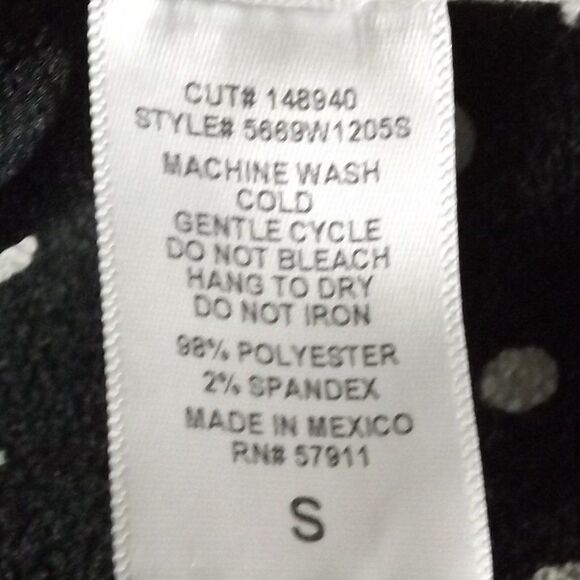 CUT# 148940
STYLE# 5669W1205S
MACHINE WASH
COLD
GENTLE CYCLE
DO NOT BLEACH
HANG TO DRY
DO NOT IRON
98% POLYESTER
2% SPANDEX
MADE IN MEXICO
RN# 57911
S